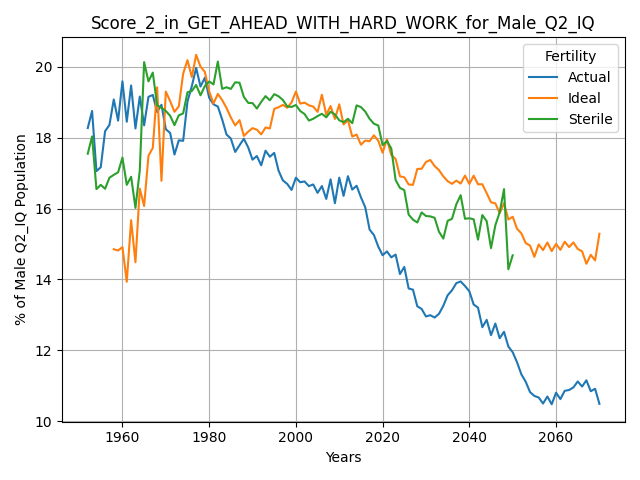 Score_2_in_GET_AHEAD_WITH_HARD_WORK_for_Male_Q2_IQ
Fertility
Actual
Ideal
Sterile
% of Male Q2_IQ Population
20
18
16
14
12
10
1960 1980 2000 2020 2040 2060
Years